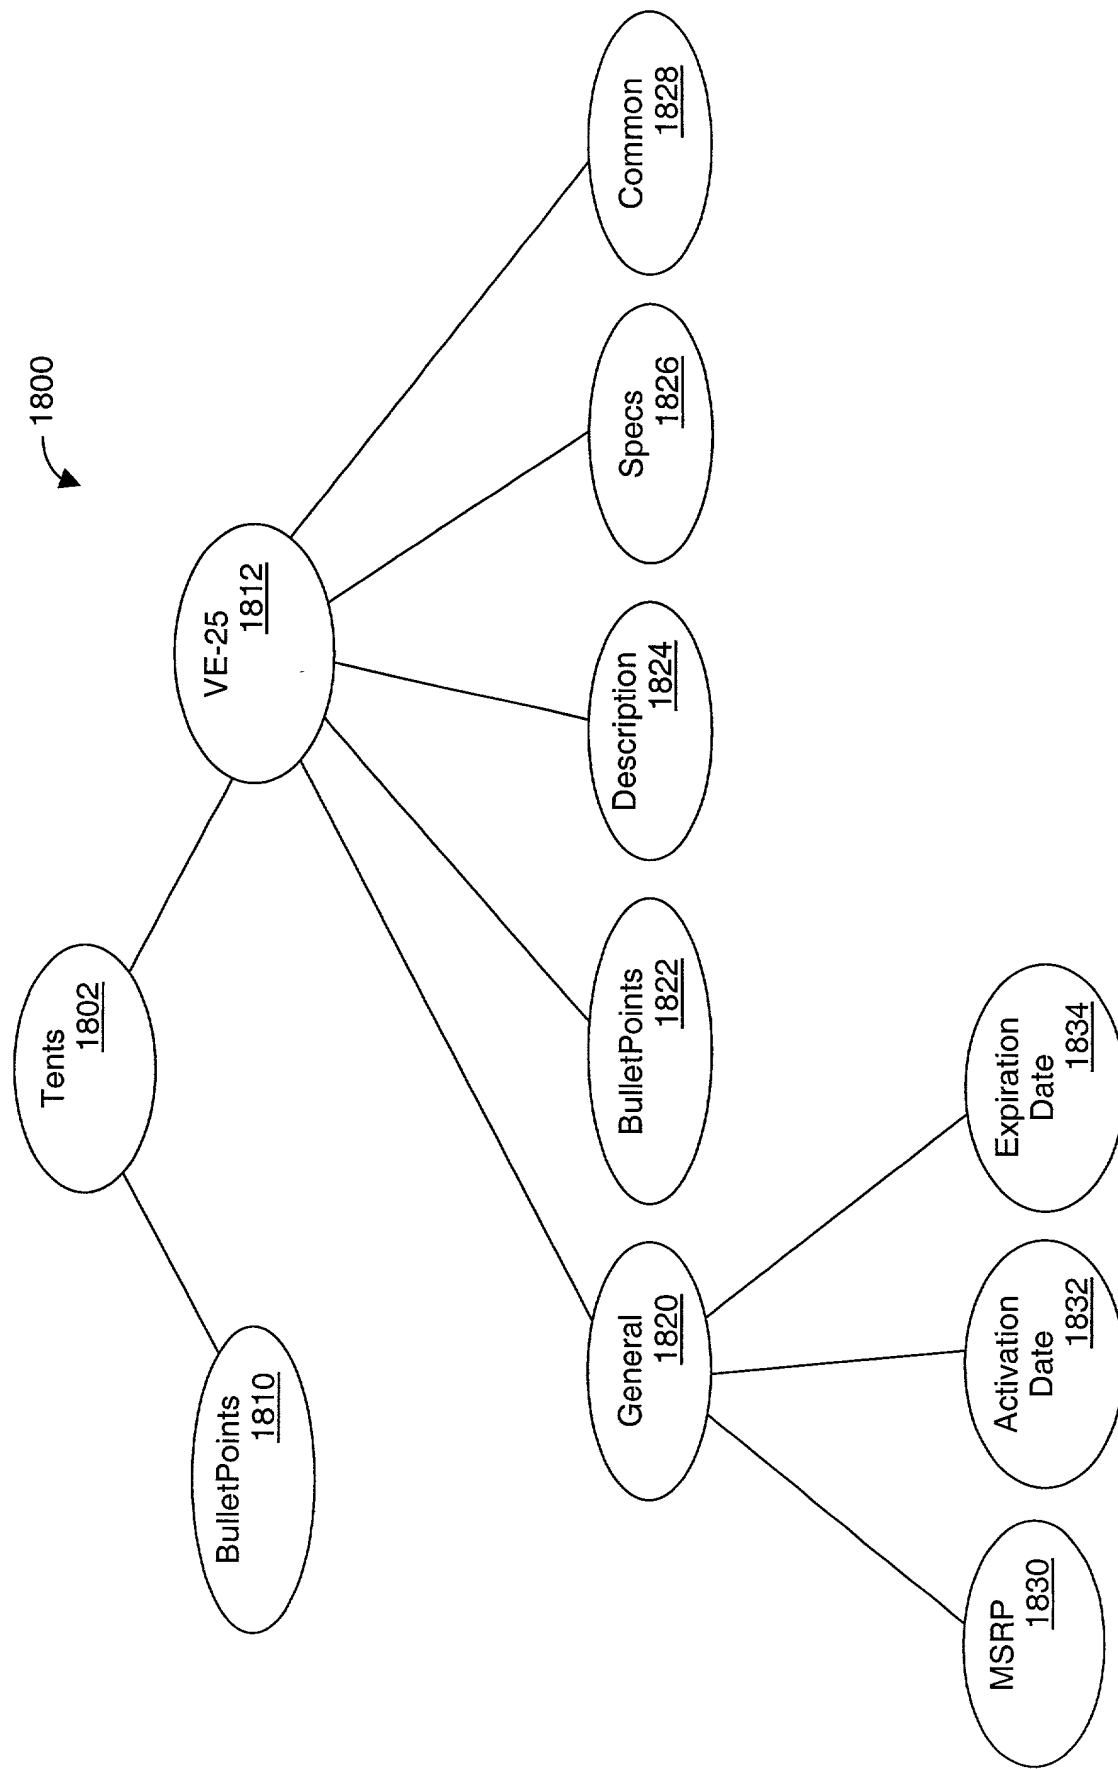 1800
Tents
1802
BulletPoints
1810
VE-25
1812
General
1820
BulletPoints
1822
Description
1824
Specs
1826
Common
1828
MSRP
1830
Activation
Date
1832
Expiration
Date
1834